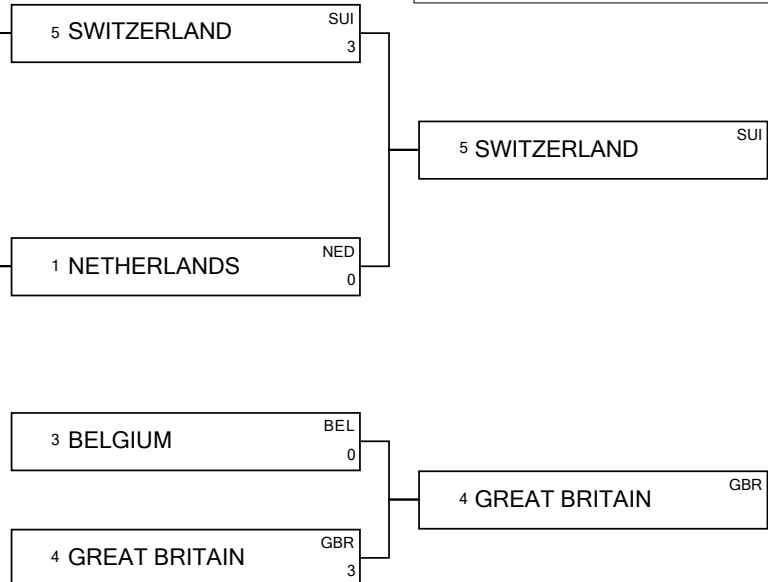 5 SWITZERLAND SUI
3
5 SWITZERLAND SUI
1 NETHERLANDS NED
0
3 BELGIUM BEL
0
4 GREAT BRITAIN GBR
4 GREAT BRITAIN GBR
3